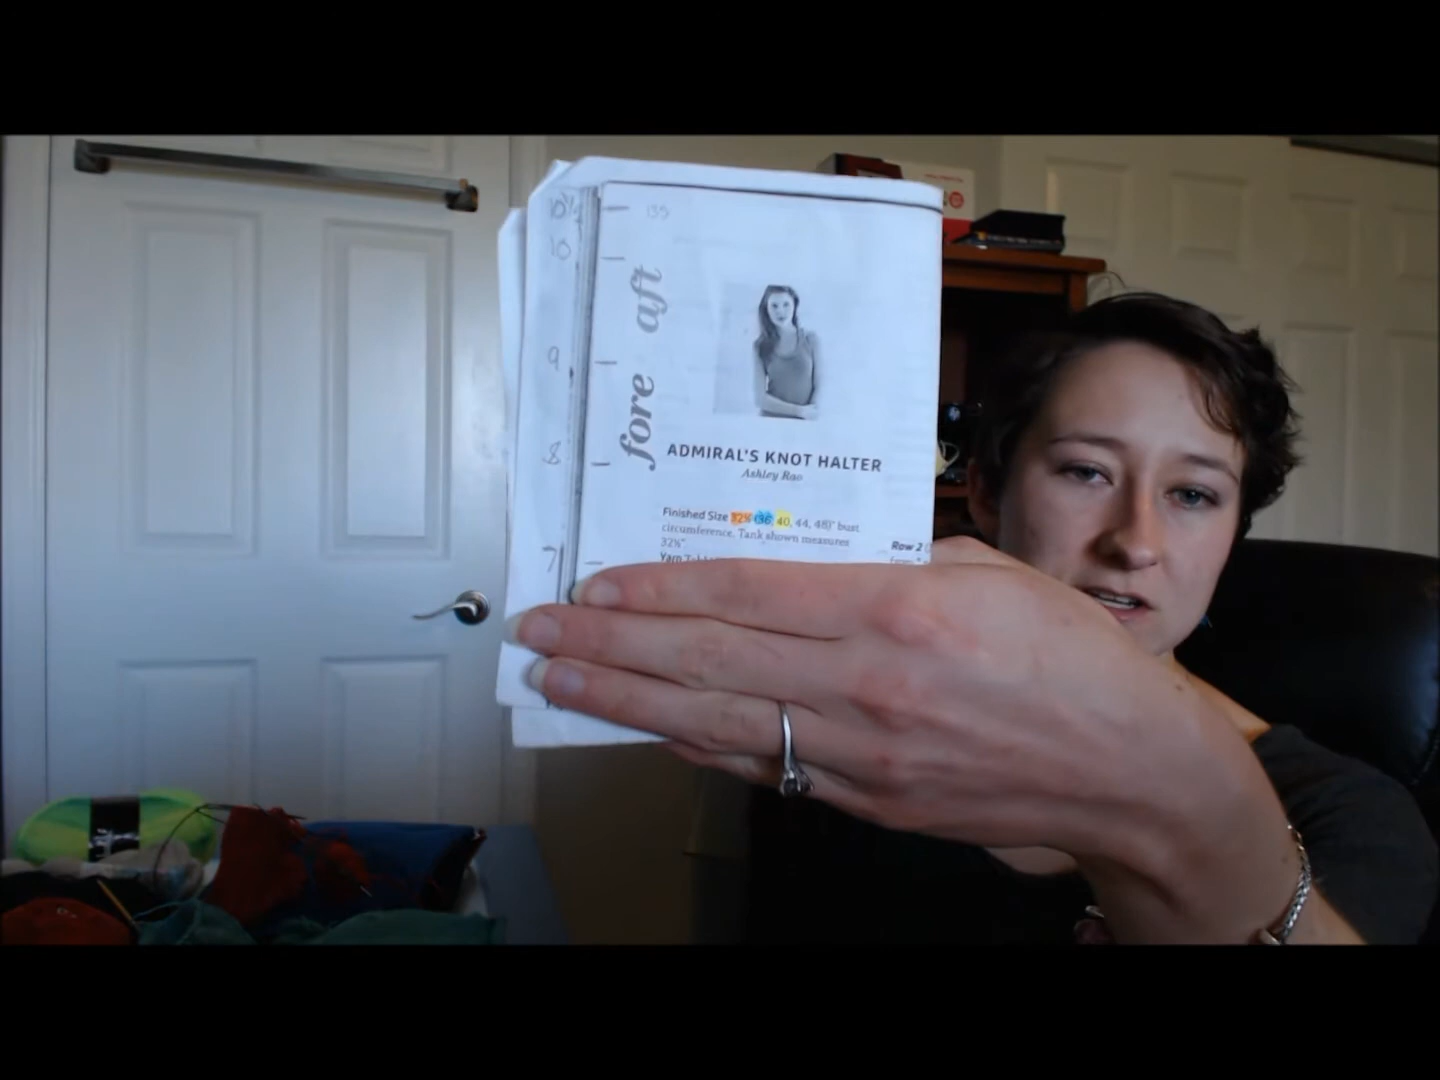 10½
135
10
9
8
7
fore aft
ADMIRAL'S KNOT HALTER
Ashley Rao
Finished Size 32½ (36, 40, 44, 48)" bust
circumference. Tank shown measures
32½"
Yarn
Row 2